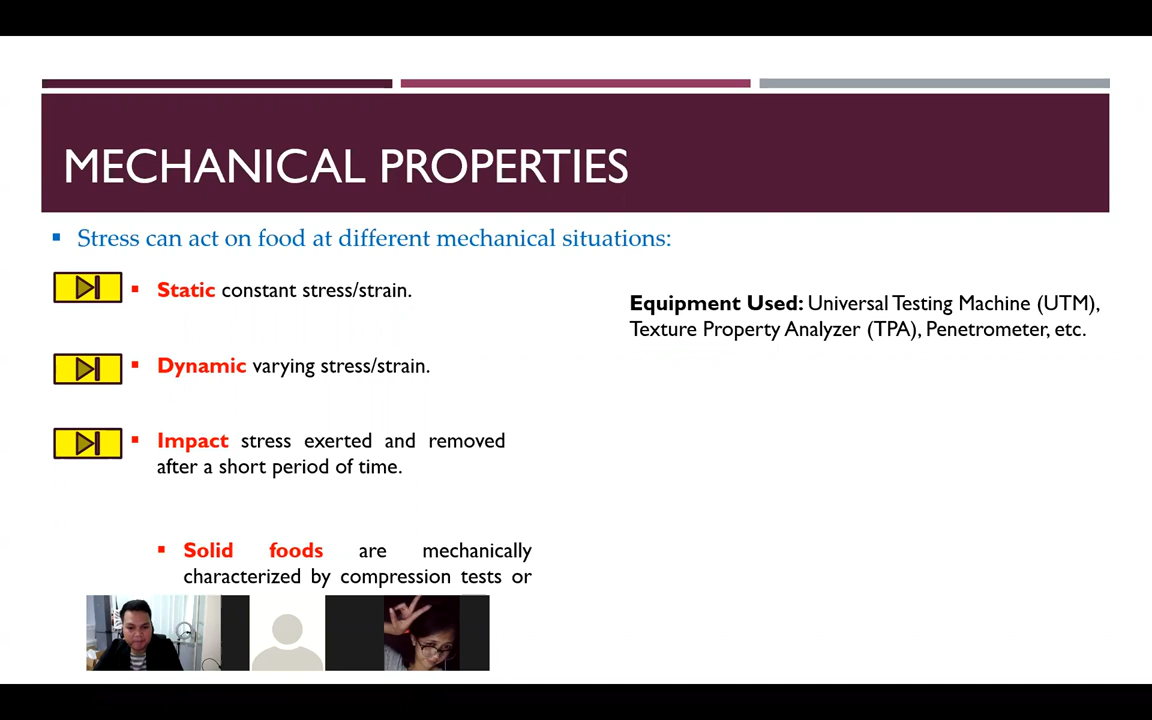 MECHANICAL PROPERTIES
Stress can act on food at different mechanical situations:
Static constant stress/strain.
Dynamic varying stress/strain.
Impact stress exerted and removed
after a short period of time.
Solid foods are mechanically
characterized by compression tests or
Equipment Used: Universal Testing Machine (UTM),
Texture Property Analyzer (TPA), Penetrometer, etc.